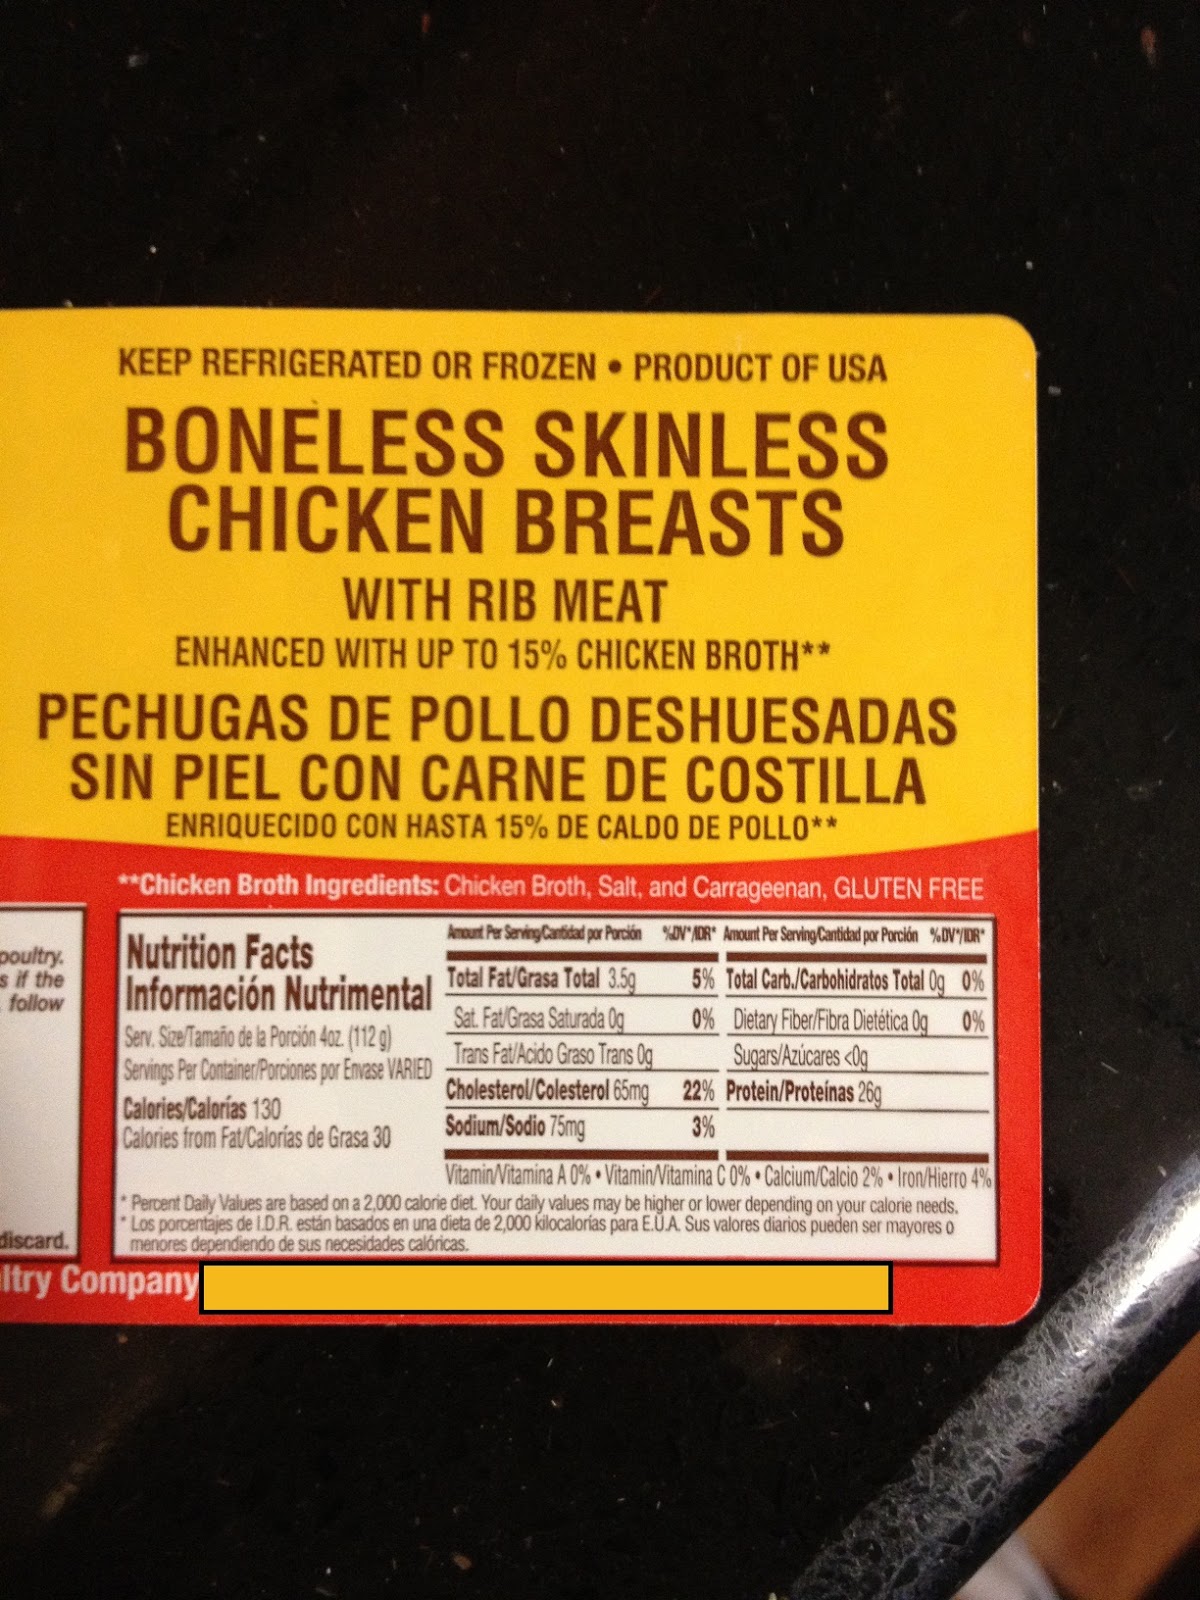 KEEP REFRIGERATED OR FROZEN • PRODUCT OF USA
BONELESS SKINLESS
CHICKEN BREASTS
WITH RIB MEAT
ENHANCED WITH UP TO 15% CHICKEN BROTH**
PECHUGAS DE POLLO DESHUESADAS
SIN PIEL CON CARNE DE COSTILLA
ENRIQUECIDO CON HASTA 15% DE CALDO DE POLLO**
**Chicken Broth Ingredients: Chicken Broth, Salt, and Carrageenan, GLUTEN FREE
poultry.
s if the
follow
discard.
Nutrition Facts
Información Nutrimental
Serv. Size/Tamaño de la Porción 4oz. (112 g)
Servings Per Container/Porciones por Envase VARIED
Calories/Calorías 130
Calories from Fat/Calorías de Grasa 30
Amount Per Serving/Cantidad por Porción %DV*/IDR*
Total Fat/Grasa Total 3.5g 5%
Sat. Fat/Grasa Saturada 0g 0%
Trans Fat/Acido Graso Trans 0g
Cholesterol/Colesterol 65mg 22%
Sodium/Sodio 75mg 3%
Amount Per Serving/Cantidad por Porción %DV*/IDR*
Total Carb./Carbohidratos Total 0g 0%
Dietary Fiber/Fibra Dietética 0g 0%
Sugars/Azúcares <0g
Protein/Proteínas 26g
Vitamin/Vitamina A 0% • Vitamin/Vitamina C 0% • Calcium/Calcio 2% • Iron/Hierro 4%
* Percent Daily Values are based on a 2,000 calorie diet. Your daily values may be higher or lower depending on your calorie needs.
* Los porcentajes de I.D.R. están basados en una dieta de 2,000 kilocalorías para E.U.A. Sus valores diarios pueden ser mayores o
menores dependiendo de sus necesidades calóricas.
ltry Company